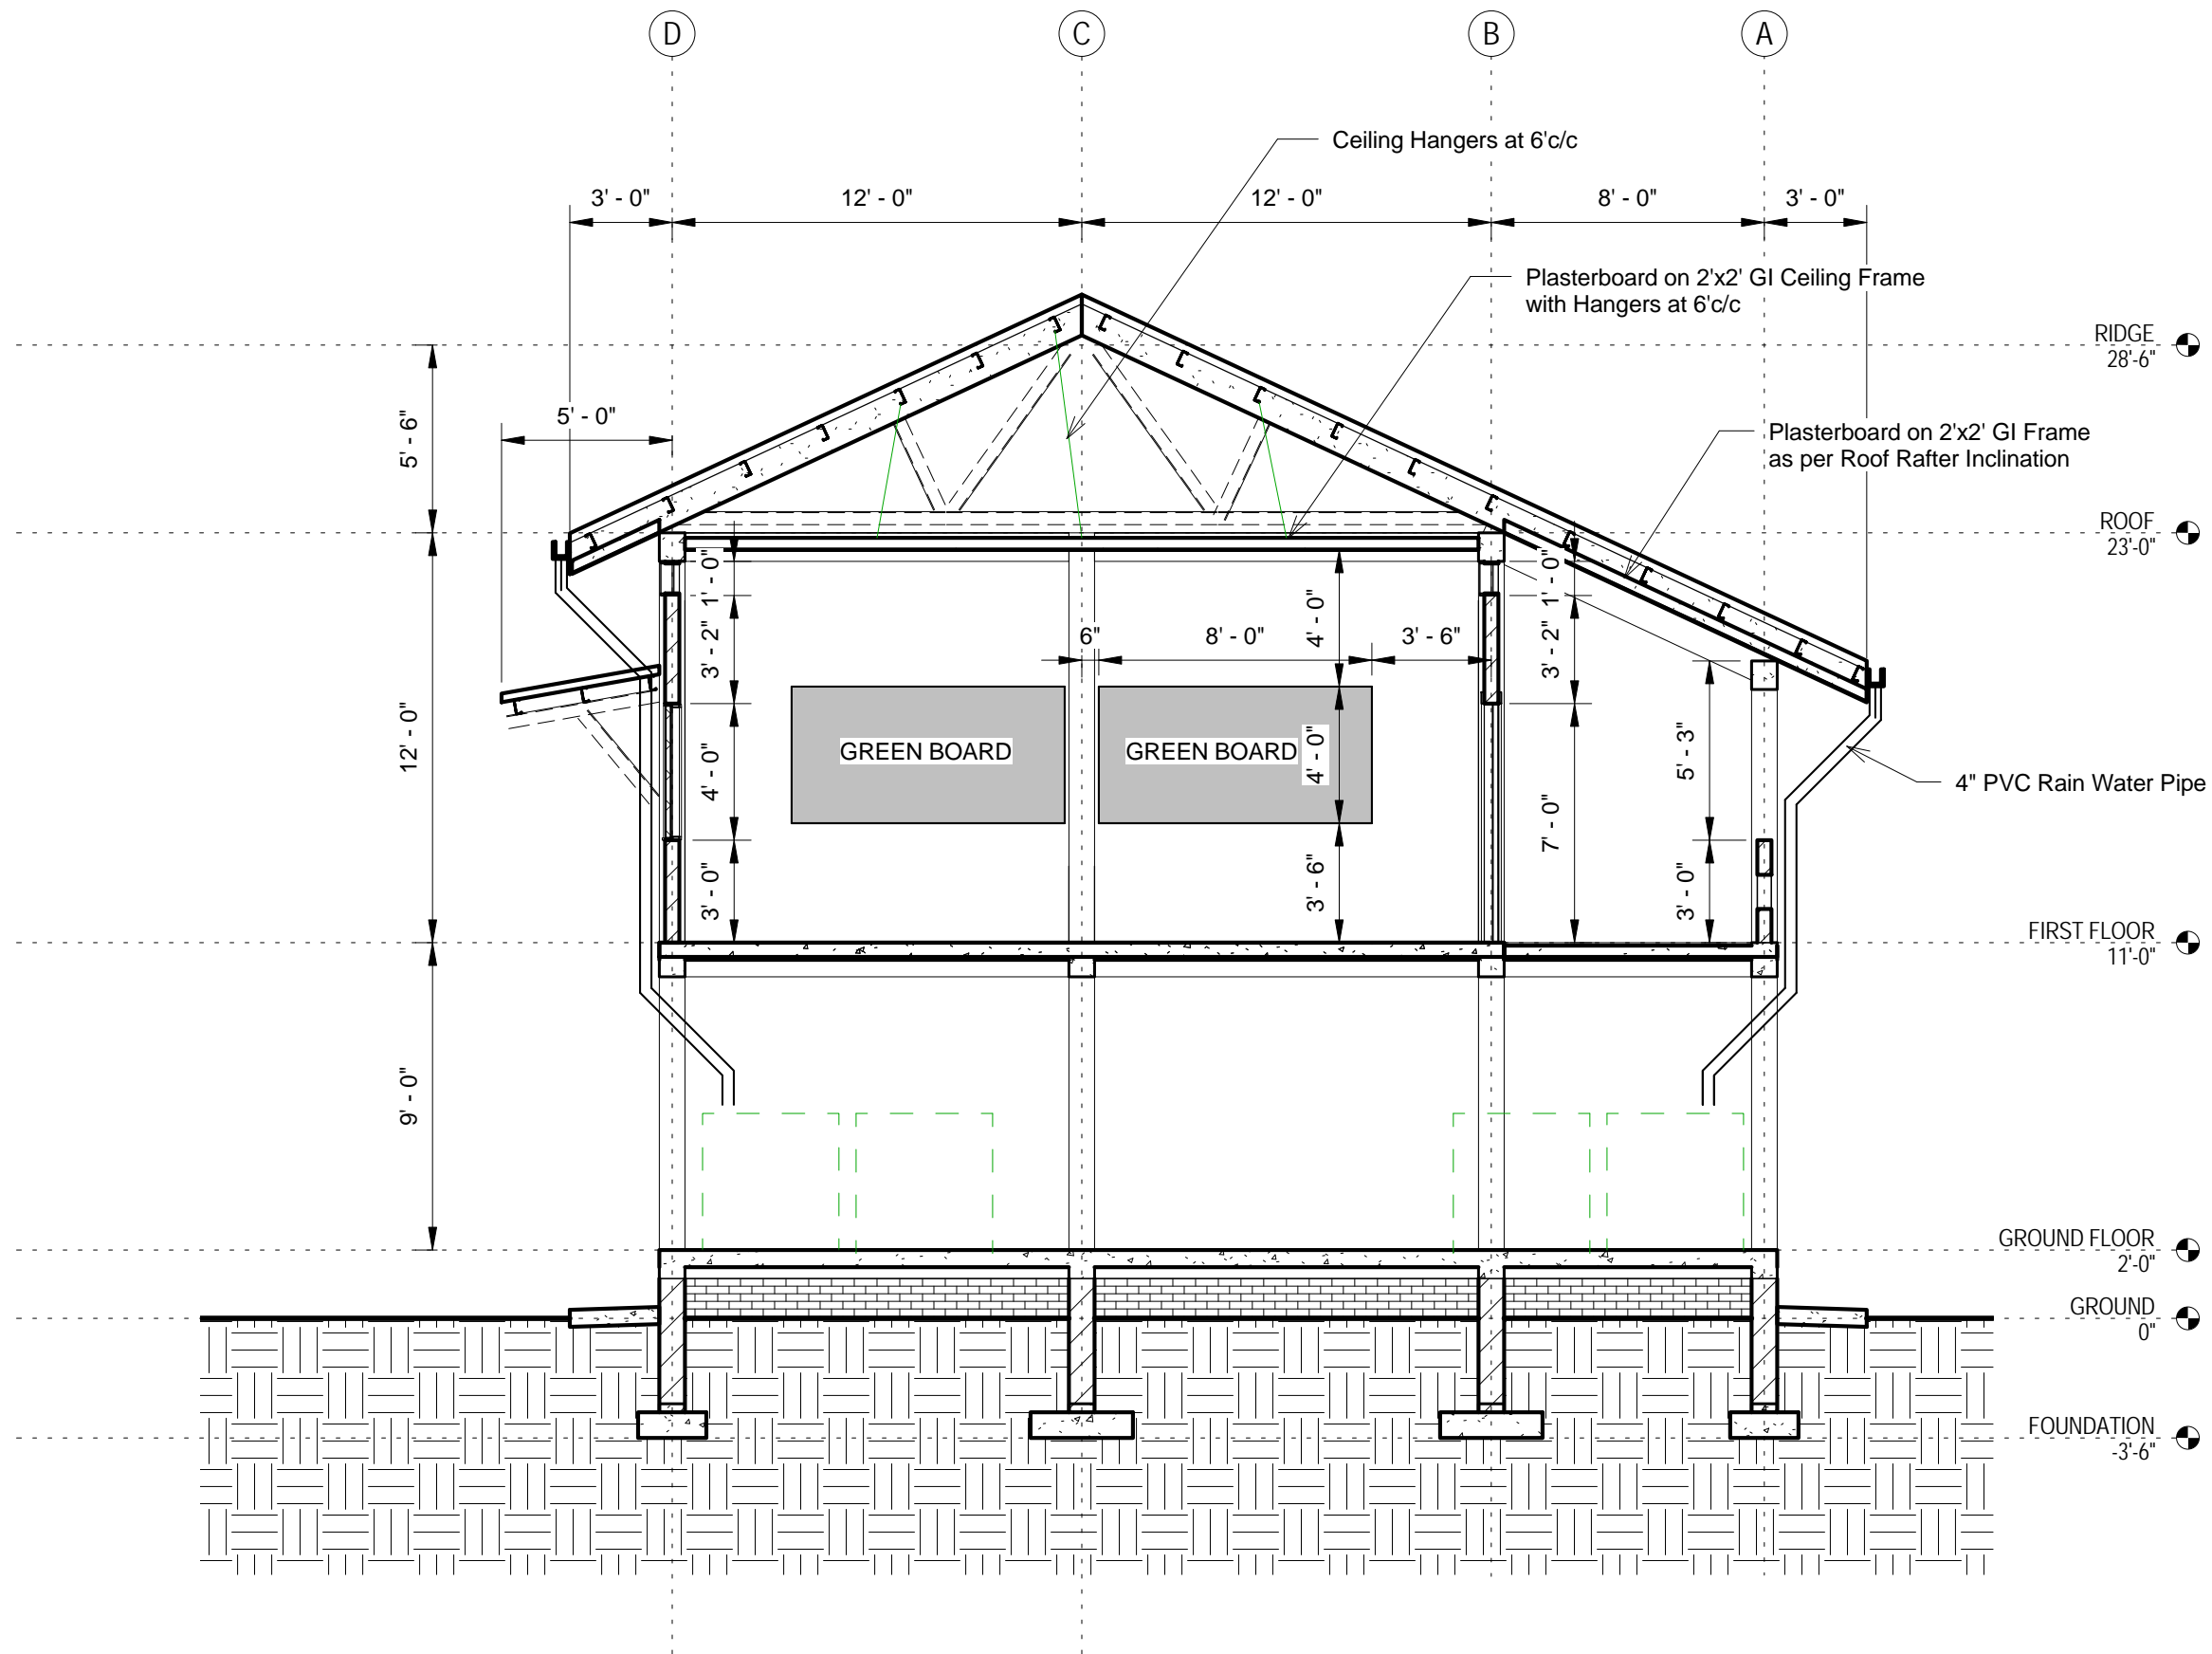 D
C
B
A
Ceiling Hangers at 6'c/c
3' - 0"
12' - 0"
12' - 0"
8' - 0"
3' - 0"
Plasterboard on 2'x2' GI Ceiling Frame
with Hangers at 6'c/c
RIDGE
28'-6"
5' - 0"
5' - 6"
Plasterboard on 2'x2' GI Frame
as per Roof Rafter Inclination
ROOF
23'-0"
1' - 0"
1' - 0"
4' - 0"
3' - 2"
6"
8' - 0"
3' - 6"
3' - 2"
12' - 0"
GREEN BOARD
GREEN BOARD
4' - 0"
4' - 0"
5' - 3"
4" PVC Rain Water Pipe
7' - 0"
3' - 0"
3' - 6"
3' - 0"
FIRST FLOOR
11'-0"
9' - 0"
GROUND FLOOR
2'-0"
GROUND
0"
FOUNDATION
-3'-6"